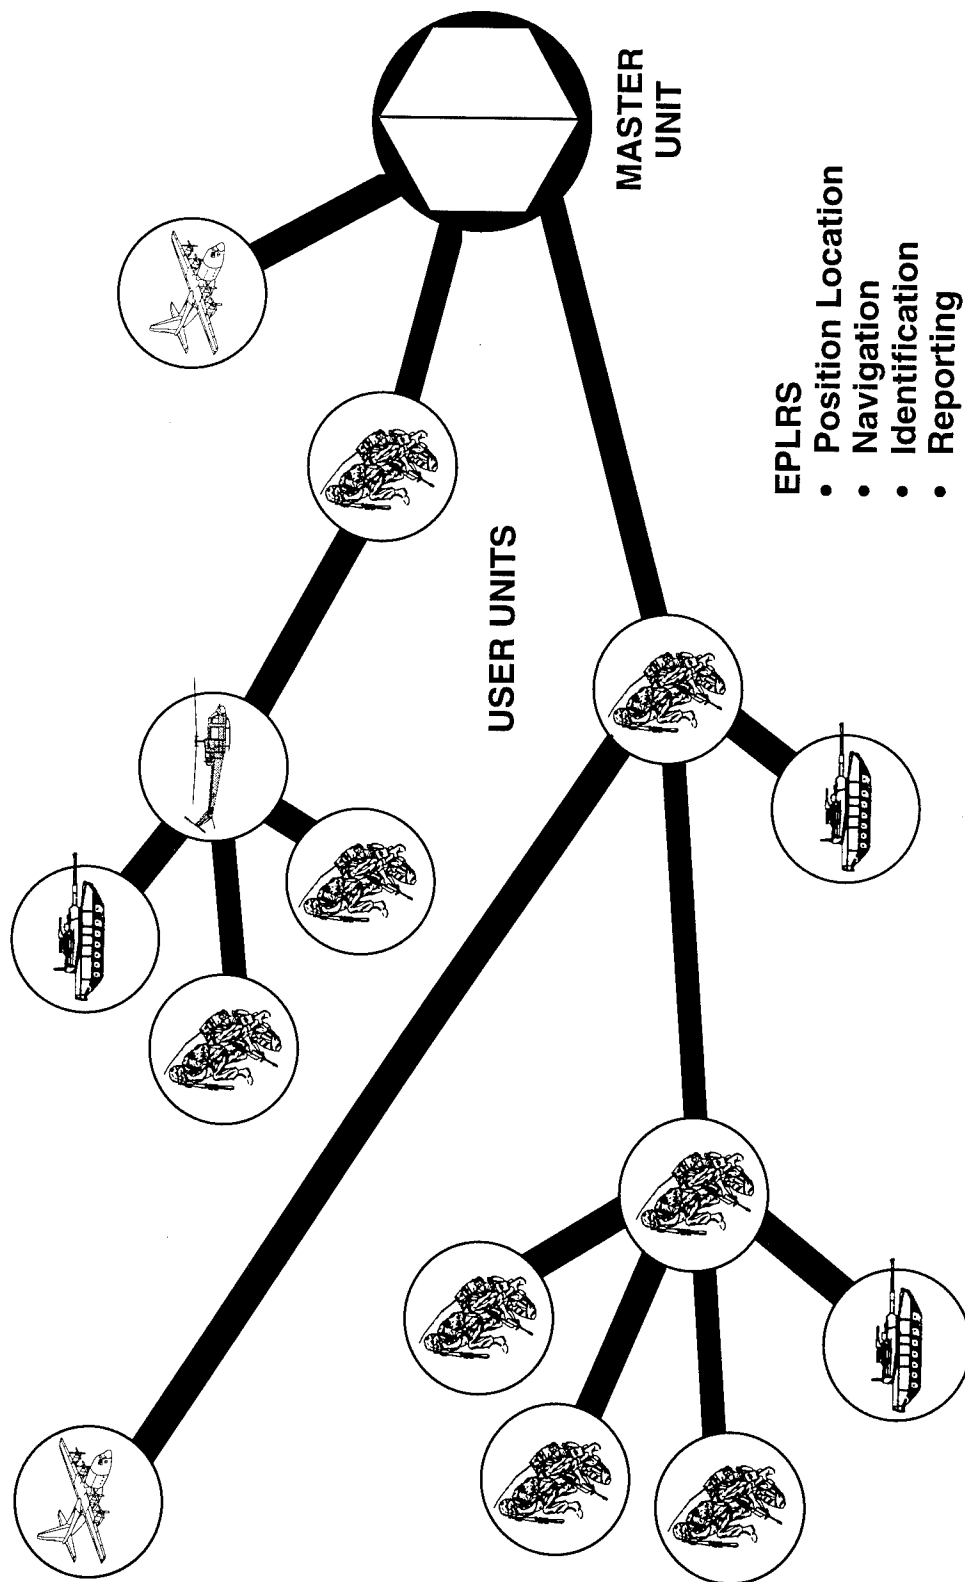 MASTER
UNIT
USER UNITS
EPLRS
• Position Location
• Navigation
• Identification
• Reporting